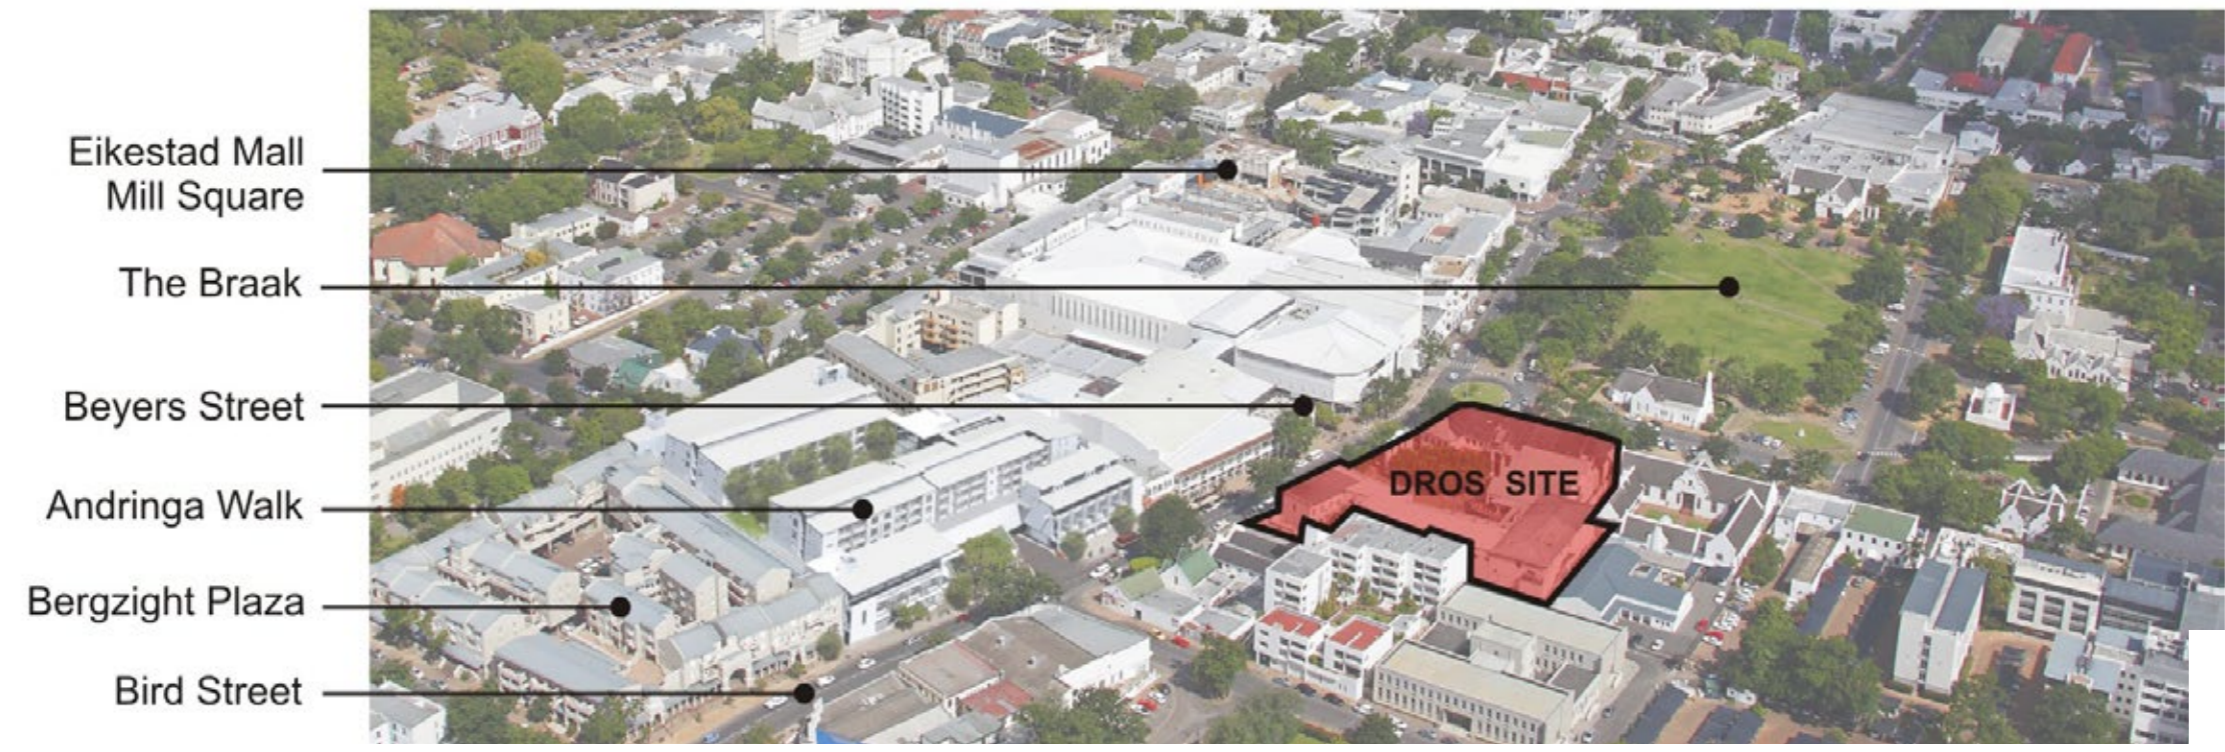 Eikestad Mall
Mill Square
The Braak
Beyers Street
DROS SITE
Andringa Walk
Bergzight Plaza
Bird Street